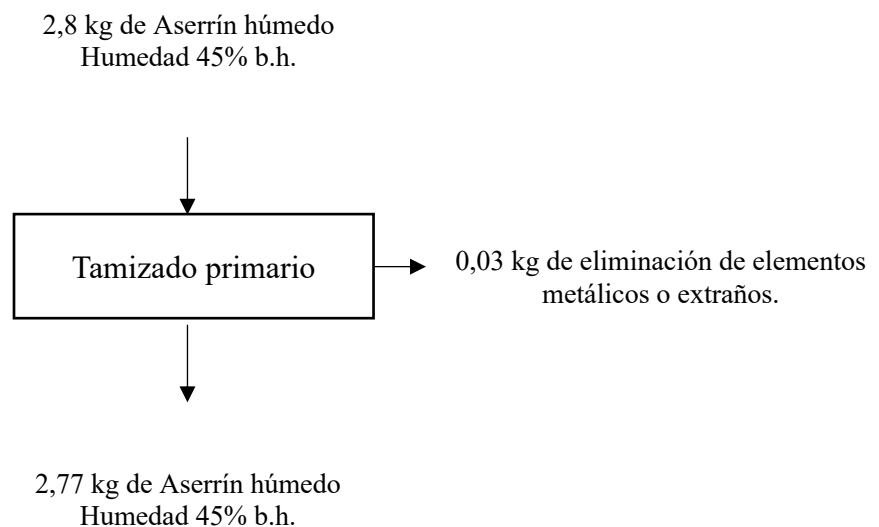 2,8 kg de Aserrín húmedo
Humedad 45% b.h.
Tamizado primario
0,03 kg de eliminación de elementos
metálicos o extraños.
2,77 kg de Aserrín húmedo
Humedad 45% b.h.